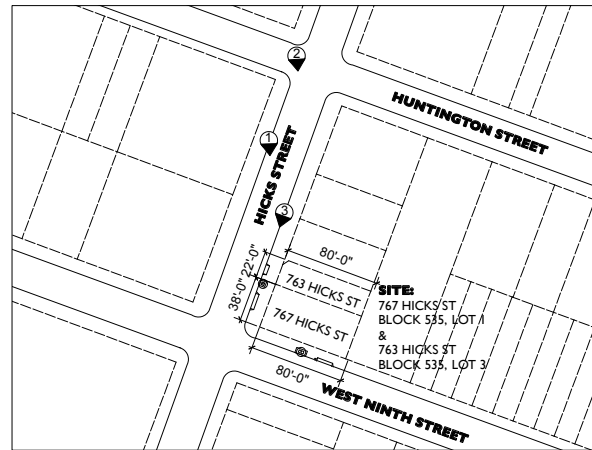 2
HUNTINGTON STREET
1
HICKS STREET
3
80'-0"
22'-0"
763 HICKS ST
38'-0"
767 HICKS ST
SITE:
767 HICKS ST
BLOCK 535, LOT 1
&
763 HICKS ST
BLOCK 535, LOT 3
80'-0"
WEST NINTH STREET